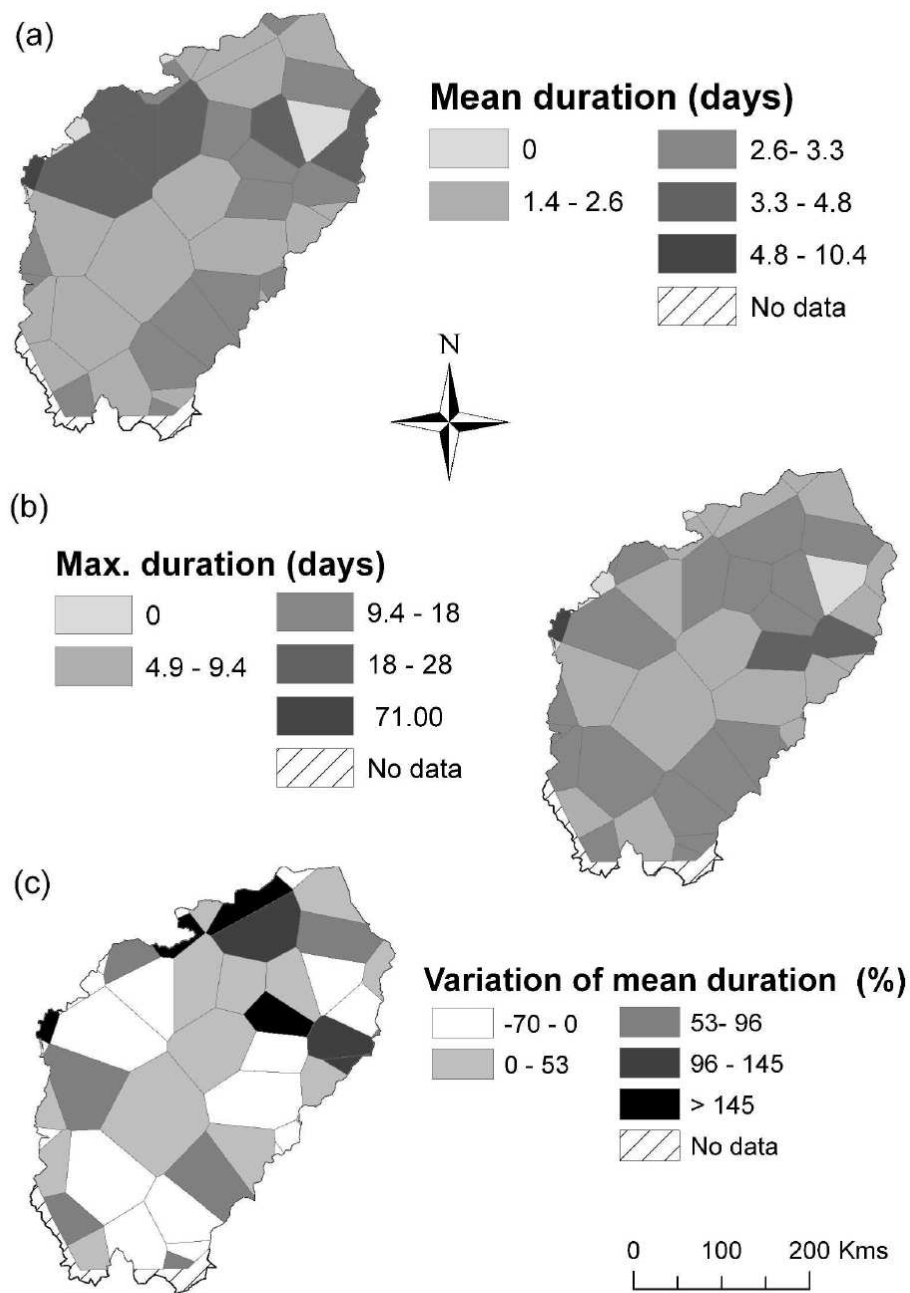 (a)
Mean duration (days)
0
1.4 - 2.6
2.6- 3.3
3.3 - 4.8
4.8 - 10.4
No data
N
(b)
Max. duration (days)
0
4.9 - 9.4
9.4 - 18
18 - 28
71.00
No data
(c)
Variation of mean duration (%)
-70 - 0
0 - 53
53- 96
96 - 145
> 145
No data
0 100 200 Kms